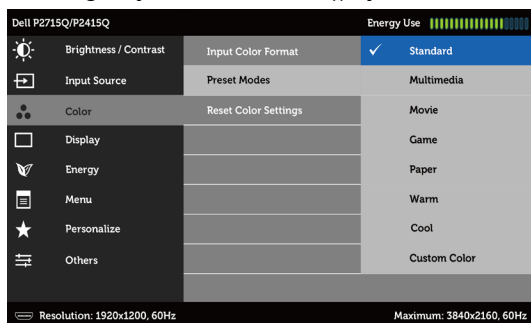 Dell P2715Q/P2415Q
Energy Use
Brightness / Contrast
Input Color Format
✓ Standard
Input Source
Preset Modes
Multimedia
Color
Reset Color Settings
Movie
Display
Game
Energy
Paper
Menu
Warm
Personalize
Cool
Others
Custom Color
Resolution: 1920x1200, 60Hz
Maximum: 3840x2160, 60Hz